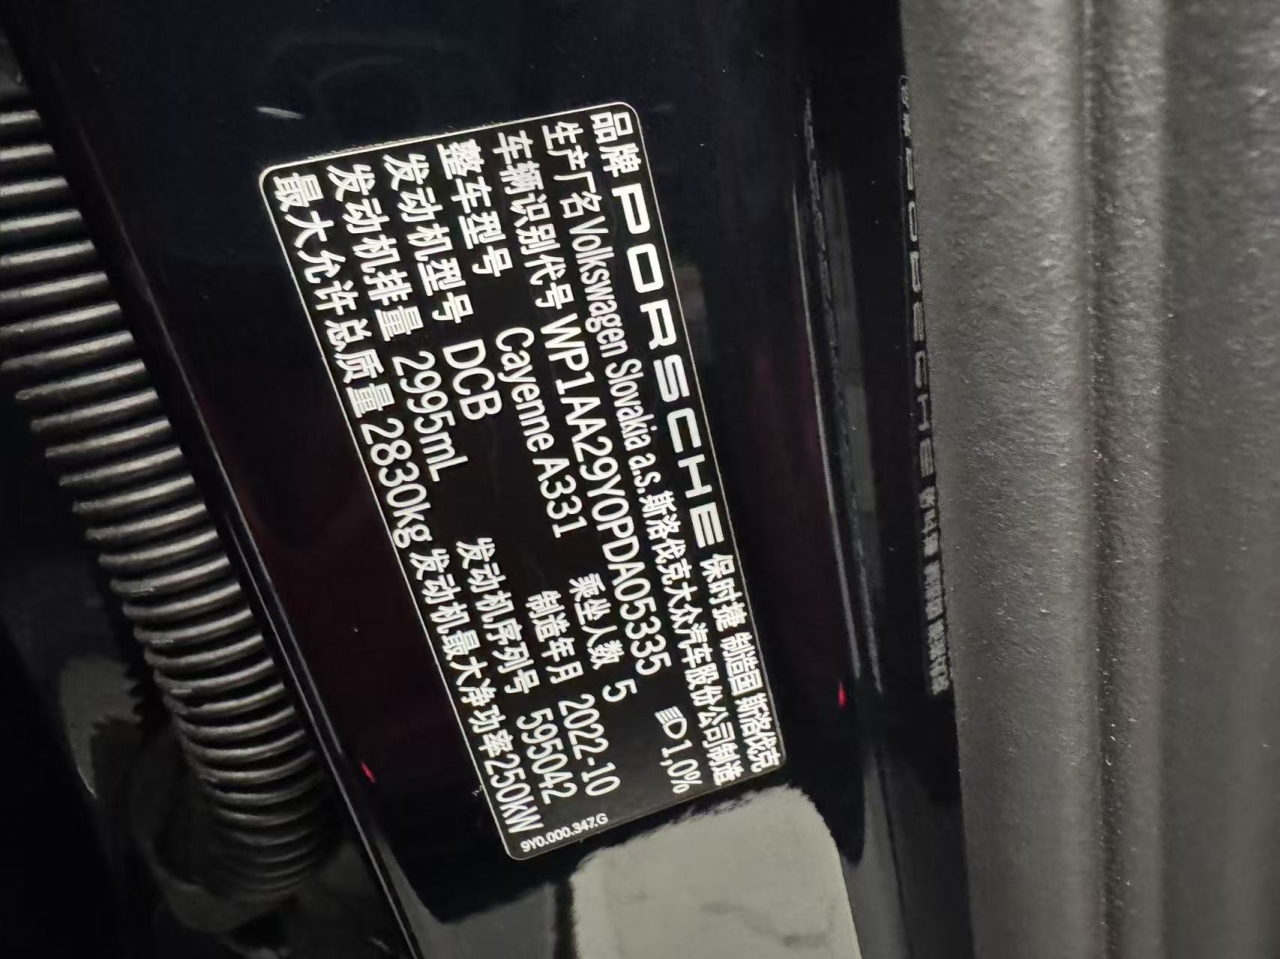 品牌 PORSCHE 保时捷 制造国 斯洛伐克
生产厂名 Volkswagen Slovakia a.s. 斯洛伐克大众汽车股份公司制造
车辆识别代号 WP1AA29Y0PDA05335 D1,0%
整车型号 Cayenne A331 乘坐人数 5
发动机型号 DCB 制造年月 2022-10
发动机排量 2995mL 发动机序列号 595042
最大允许总质量 2830kg 发动机最大净功率 250kW
9Y0.000.347.G